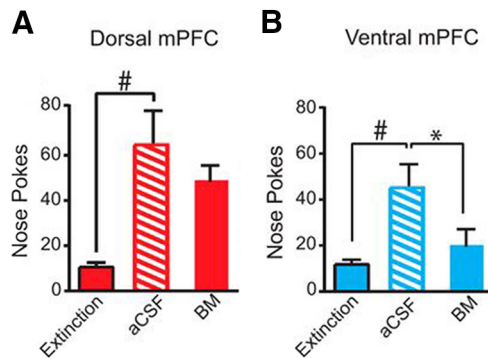 A
Dorsal mPFC
#
Nose Pokes
80
60
40
20
0
Extinction
aCSF
BM
B
Ventral mPFC
#
*
Nose Pokes
80
60
40
20
0
Extinction
aCSF
BM